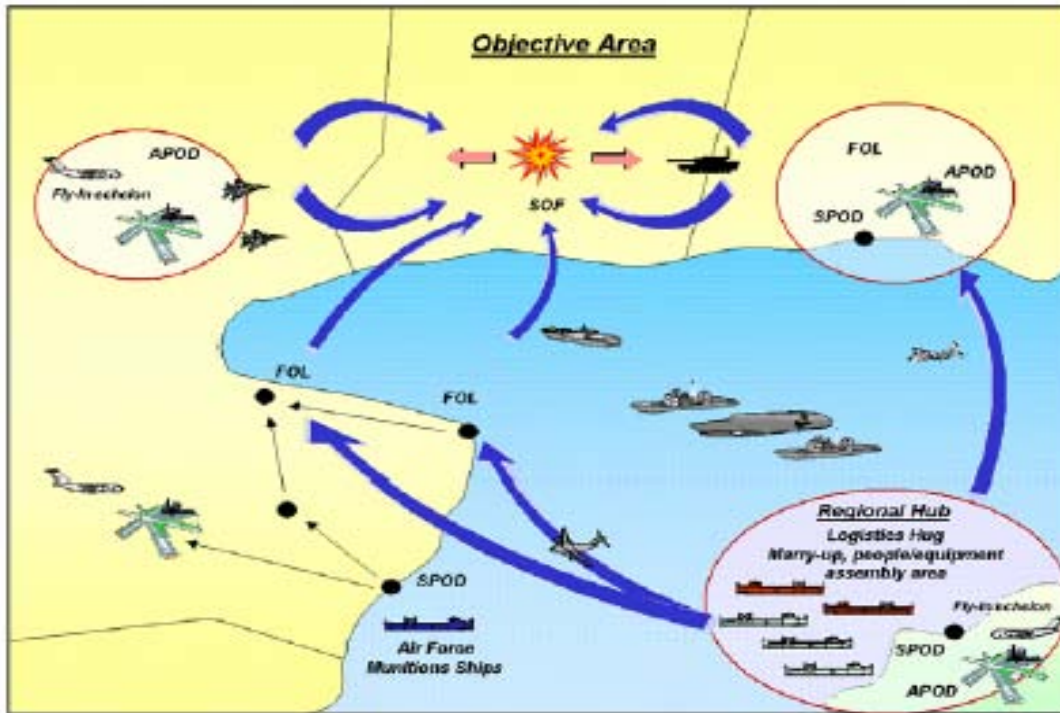 Objective Area
APOD
Fly-In echelon
SOF
FOL
APOD
SPOD
FOL
FOL
SPOD
Air Force
Munitions Ships
Regional Hub
Logistics Hug
Marry-up, people/equipment
assembly area
Fly-In echelon
SPOD
APOD